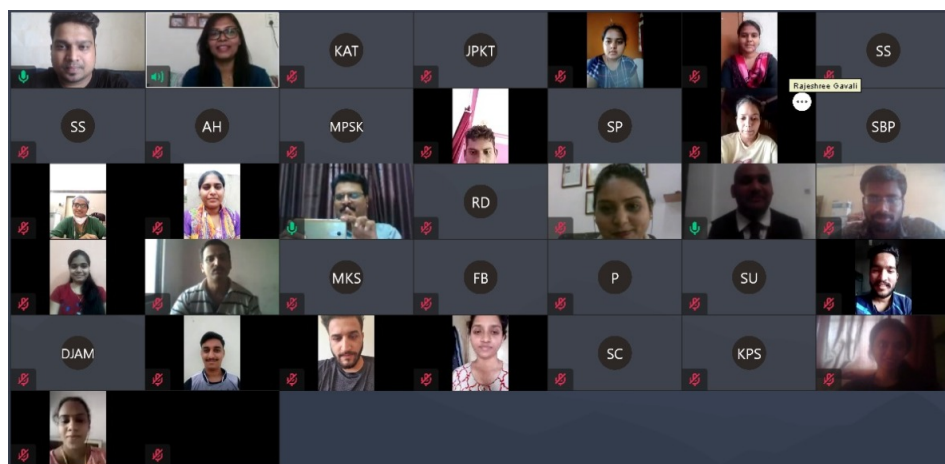 KAT
JPKT
SS
Rajeshree Gavali
SS
AH
MPSK
SP
SBP
RD
MKS
FB
P
SU
DJAM
SC
KPS